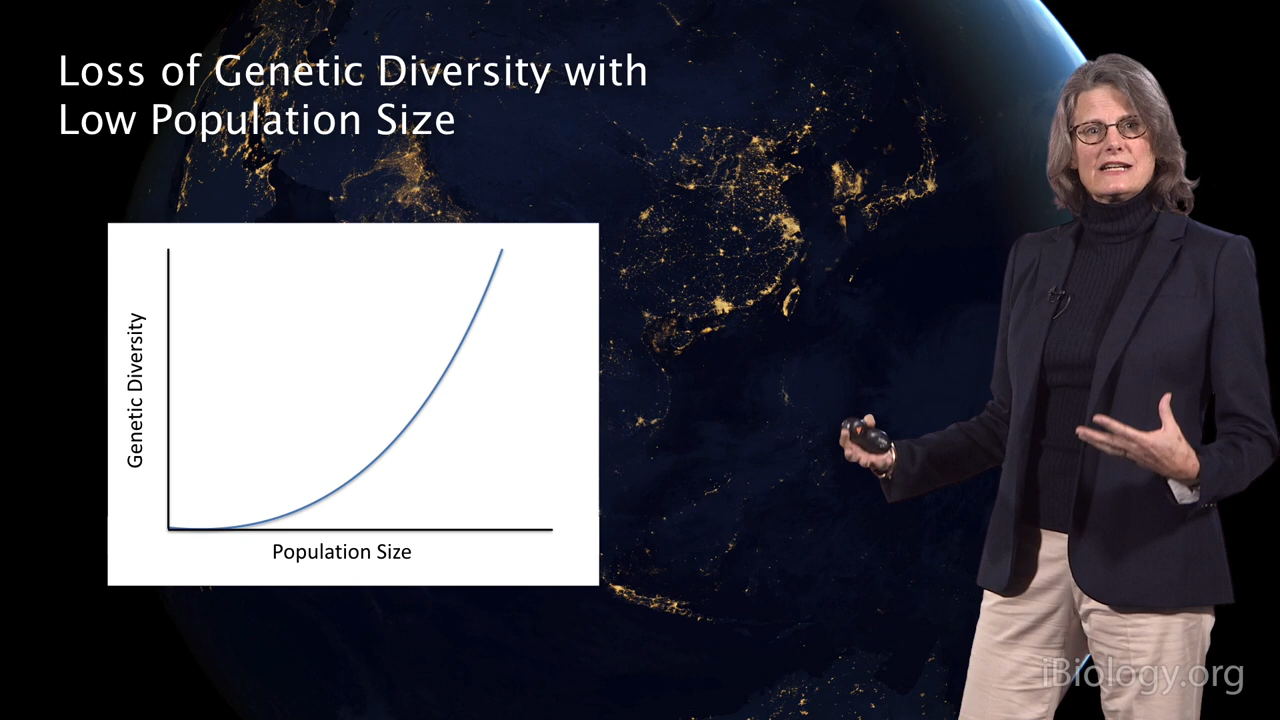 Loss of Genetic Diversity with
Low Population Size
Genetic Diversity
Population Size
iBiology.org